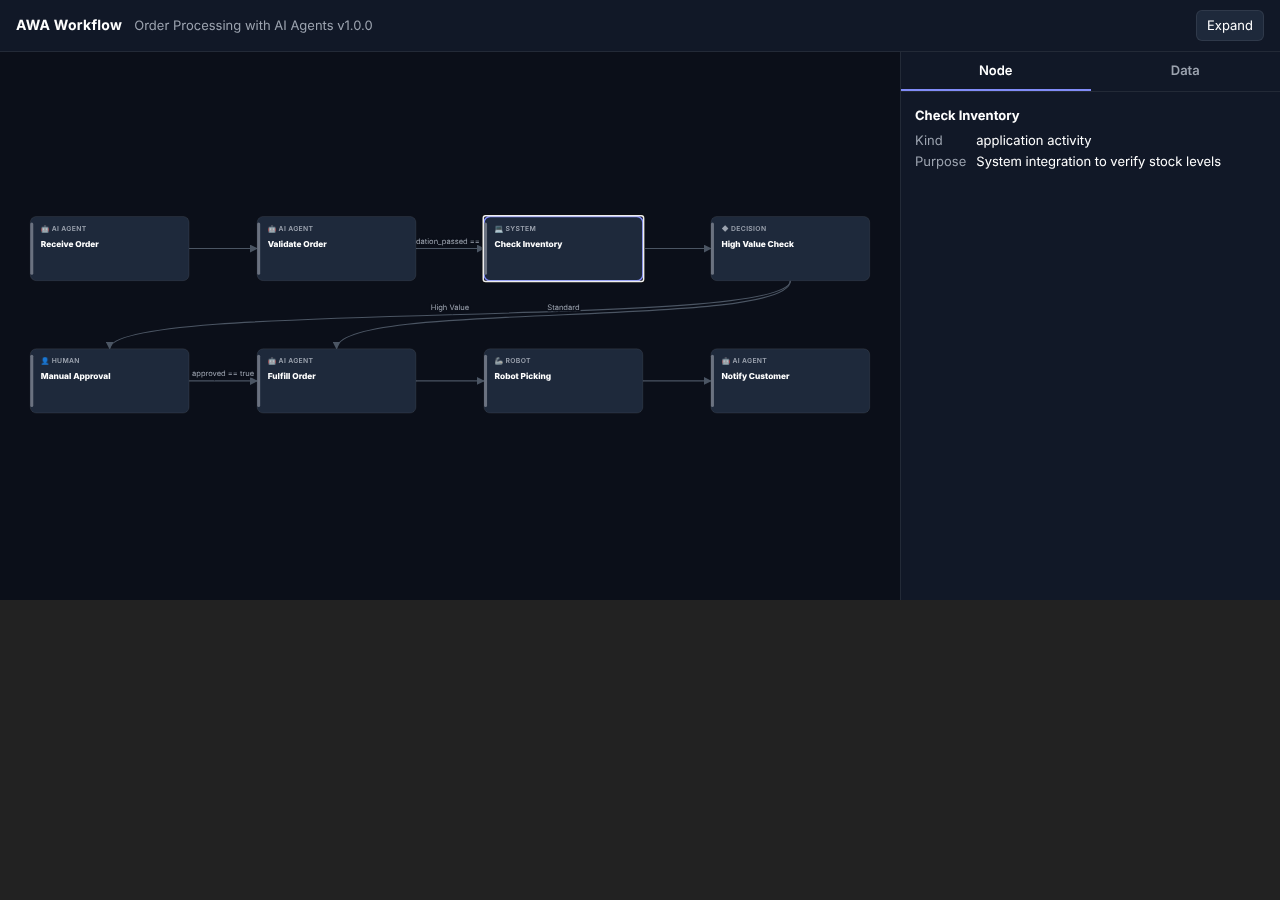 AWA Workflow Order Processing with AI Agents v1.0.0 Expand
Node Data
Check Inventory
Kind application activity
Purpose System integration to verify stock levels
AI AGENT
Receive Order
AI AGENT
Validate Order
dation_passed ==
SYSTEM
Check Inventory
DECISION
High Value Check
High Value
Standard
HUMAN
Manual Approval
approved == true
AI AGENT
Fulfill Order
ROBOT
Robot Picking
AI AGENT
Notify Customer